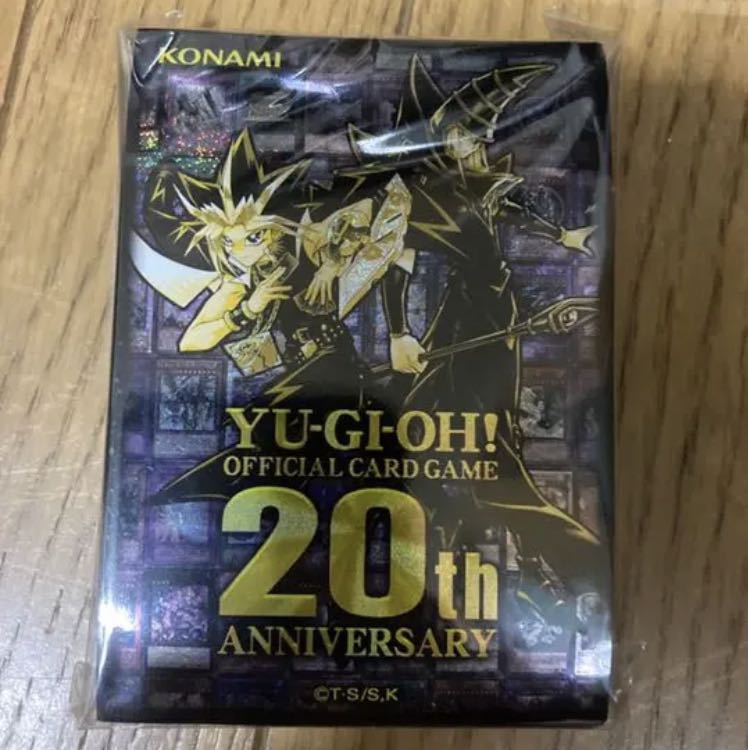 KONAMI
YU-GI-OH!
OFFICIAL CARD GAME
20th
ANNIVERSARY
©T·S/S,K